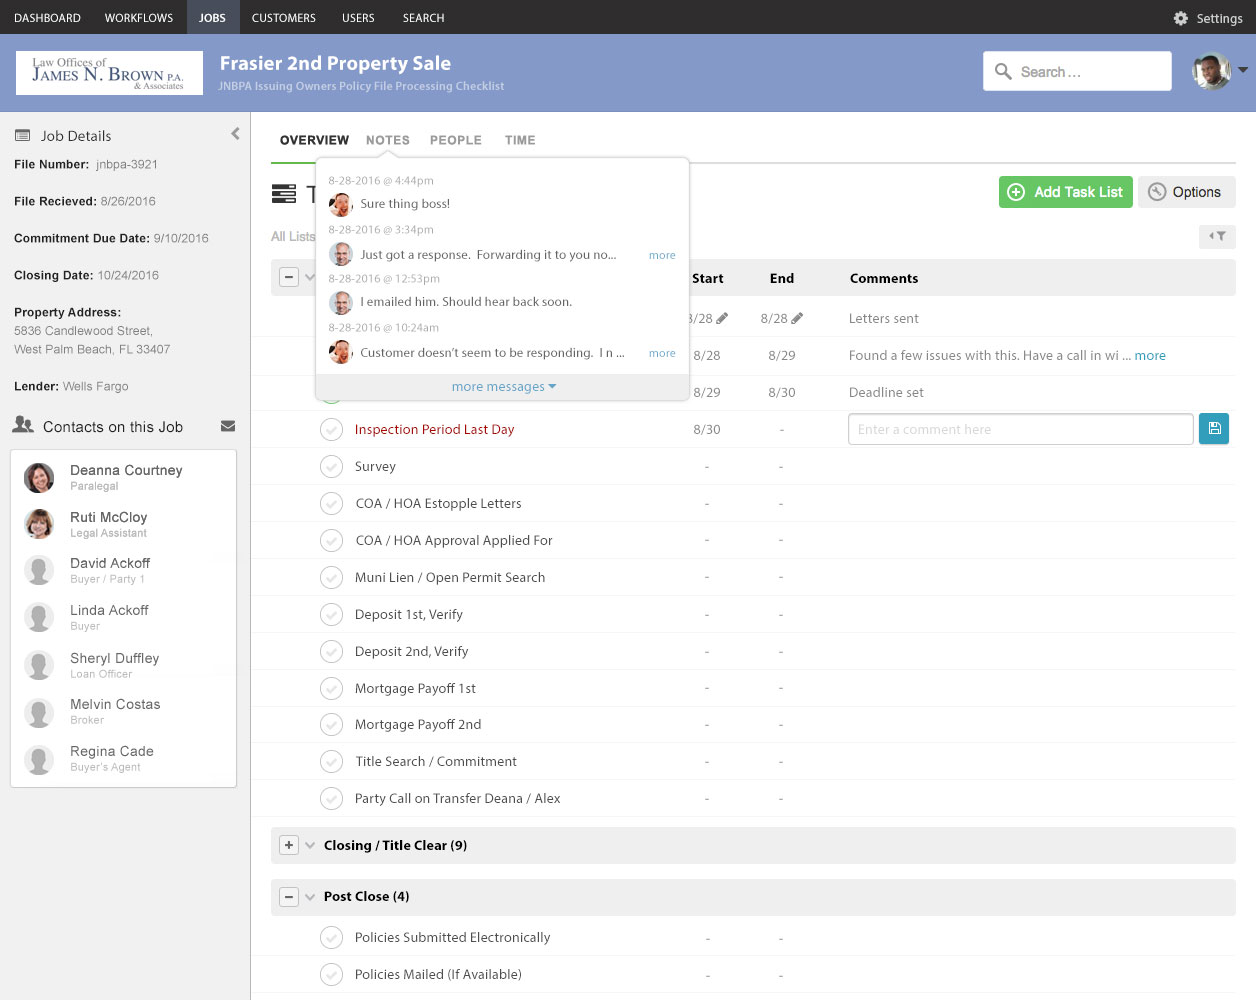 DASHBOARD WORKFLOWS JOBS CUSTOMERS USERS SEARCH Settings
Law Offices of
JAMES N. BROWN P.A.
& Associates
Frasier 2nd Property Sale
JNBPA Issuing Owners Policy File Processing Checklist
Search ...
Job Details
File Number: jnbpa-3921
File Recieved: 8/26/2016
Commitment Due Date: 9/10/2016
Closing Date: 10/24/2016
Property Address:
5836 Candlewood Street,
West Palm Beach, FL 33407
Lender: Wells Fargo
Contacts on this Job
Deanna Courtney
Paralegal
Ruti McCloy
Legal Assistant
David Ackoff
Buyer / Party 1
Linda Ackoff
Buyer
Sheryl Duffley
Loan Officer
Melvin Costas
Broker
Regina Cade
Buyer's Agent
OVERVIEW NOTES PEOPLE TIME
8-28-2016 @ 4:44pm
Sure thing boss!
8-28-2016 @ 3:34pm
Just got a response. Forwarding it to you no... more
8-28-2016 @ 12:53pm
I emailed him. Should hear back soon.
8-28-2016 @ 10:24am
Customer doesn't seem to be responding. I n ... more
more messages
T
Add Task List Options
All Lists
Start End Comments
8/28 8/28 Letters sent
8/28 8/29 Found a few issues with this. Have a call in wi ... more
8/29 8/30 Deadline set
Inspection Period Last Day 8/30 - Enter a comment here
Survey - -
COA / HOA Estopple Letters - -
COA / HOA Approval Applied For - -
Muni Lien / Open Permit Search - -
Deposit 1st, Verify - -
Deposit 2nd, Verify - -
Mortgage Payoff 1st - -
Mortgage Payoff 2nd - -
Title Search / Commitment - -
Party Call on Transfer Deana / Alex - -
Closing / Title Clear (9)
Post Close (4)
Policies Submitted Electronically - -
Policies Mailed (If Available) - -